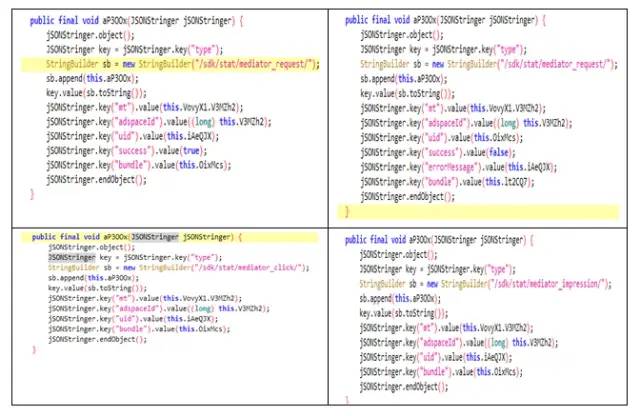 public final void aP3OOx(JSONStringer jSONStringer) {
jSONStringer.object();
JSONStringer key = jSONStringer.key("type");
StringBuilder sb = new StringBuilder("/sdk/stat/mediator_request/");
sb.append(this.aP3OOx);
key.value(sb.toString());
jSONStringer.key("mt").value(this.VovyX1.V3MZh2);
jSONStringer.key("adspaceId").value((long) this.V3MZh2);
jSONStringer.key("uid").value(this.iAeQJX);
jSONStringer.key("success").value(true);
jSONStringer.key("bundle").value(this.OixMcs);
jSONStringer.endObject();
}
public final void aP3OOx(JSONStringer jSONStringer) {
jSONStringer.object();
JSONStringer key = jSONStringer.key("type");
StringBuilder sb = new StringBuilder("/sdk/stat/mediator_request/");
sb.append(this.aP3OOx);
key.value(sb.toString());
jSONStringer.key("mt").value(this.VovyX1.V3MZh2);
jSONStringer.key("adspaceId").value((long) this.V3MZh2);
jSONStringer.key("uid").value(this.OixMcs);
jSONStringer.key("success").value(false);
jSONStringer.key("errorMessage").value(this.iAeQJX);
jSONStringer.key("bundle").value(this.lt2CQ7);
jSONStringer.endObject();
}
public final void aP3OOx(JSONStringer jSONStringer) {
jSONStringer.object();
JSONStringer key = jSONStringer.key("type");
StringBuilder sb = new StringBuilder("/sdk/stat/mediator_click/");
sb.append(this.aP3OOx);
key.value(sb.toString());
jSONStringer.key("mt").value(this.VovyX1.V3MZh2);
jSONStringer.key("adspaceId").value((long) this.V3MZh2);
jSONStringer.key("uid").value(this.iAeQJX);
jSONStringer.key("bundle").value(this.OixMcs);
jSONStringer.endObject();
}
public final void aP3OOx(JSONStringer jSONStringer) {
jSONStringer.object();
JSONStringer key = jSONStringer.key("type");
StringBuilder sb = new StringBuilder("/sdk/stat/mediator_impression/");
sb.append(this.aP3OOx);
key.value(sb.toString());
jSONStringer.key("mt").value(this.VovyX1.V3MZh2);
jSONStringer.key("adspaceId").value((long) this.V3MZh2);
jSONStringer.key("uid").value(this.iAeQJX);
jSONStringer.key("bundle").value(this.OixMcs);
jSONStringer.endObject();
}